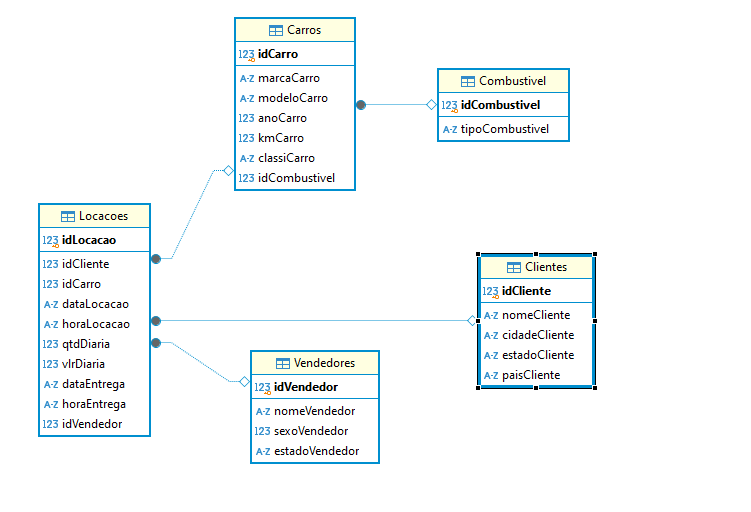 Carros
123 idCarro
A-Z marcaCarro
A-Z modeloCarro
123 anoCarro
123 kmCarro
A-Z classiCarro
123 idCombustivel
Combustivel
123 idCombustivel
A-Z tipoCombustivel
Locacoes
123 idLocacao
123 idCliente
123 idCarro
A-Z dataLocacao
A-Z horaLocacao
123 qtdDiaria
123 vlrDiaria
A-Z dataEntrega
A-Z horaEntrega
123 idVendedor
Clientes
123 idCliente
A-Z nomeCliente
A-Z cidadeCliente
A-Z estadoCliente
A-Z paisCliente
Vendedores
123 idVendedor
A-Z nomeVendedor
123 sexoVendedor
A-Z estadoVendedor